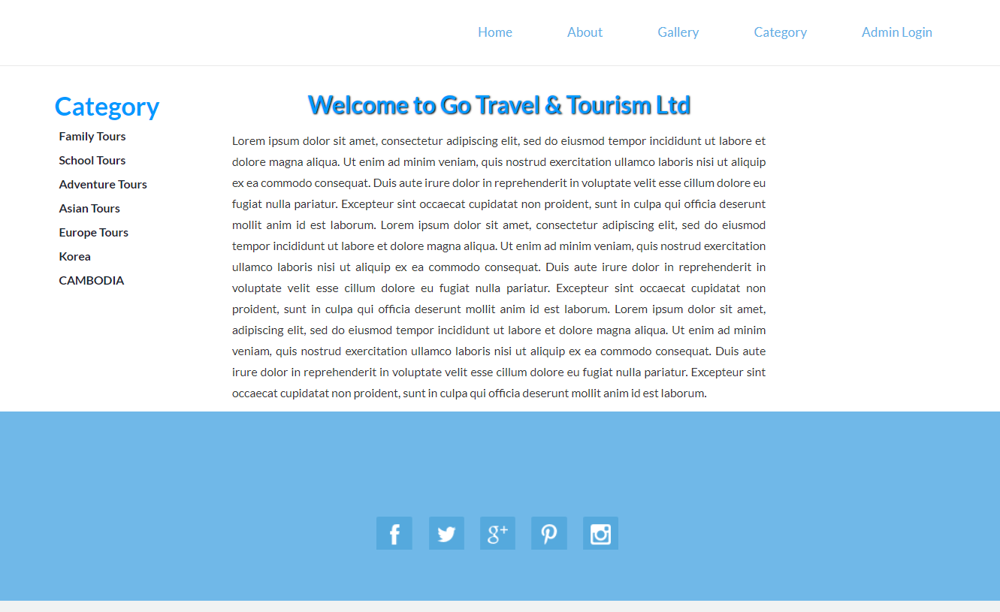 Home About Gallery Category Admin Login
Category
Family Tours
School Tours
Adventure Tours
Asian Tours
Europe Tours
Korea
CAMBODIA
Welcome to Go Travel & Tourism Ltd
Lorem ipsum dolor sit amet, consectetur adipiscing elit, sed do eiusmod tempor incididunt ut labore et
dolore magna aliqua. Ut enim ad minim veniam, quis nostrud exercitation ullamco laboris nisi ut aliquip
ex ea commodo consequat. Duis aute irure dolor in reprehenderit in voluptate velit esse cillum dolore eu
fugiat nulla pariatur. Excepteur sint occaecat cupidatat non proident, sunt in culpa qui officia deserunt
mollit anim id est laborum. Lorem ipsum dolor sit amet, consectetur adipiscing elit, sed do eiusmod
tempor incididunt ut labore et dolore magna aliqua. Ut enim ad minim veniam, quis nostrud exercitation
ullamco laboris nisi ut aliquip ex ea commodo consequat. Duis aute irure dolor in reprehenderit in
voluptate velit esse cillum dolore eu fugiat nulla pariatur. Excepteur sint occaecat cupidatat non
proident, sunt in culpa qui officia deserunt mollit anim id est laborum. Lorem ipsum dolor sit amet,
adipiscing elit, sed do eiusmod tempor incididunt ut labore et dolore magna aliqua. Ut enim ad minim
veniam, quis nostrud exercitation ullamco laboris nisi ut aliquip ex ea commodo consequat. Duis aute
irure dolor in reprehenderit in voluptate velit esse cillum dolore eu fugiat nulla pariatur. Excepteur sint
occaecat cupidatat non proident, sunt in culpa qui officia deserunt mollit anim id est laborum.